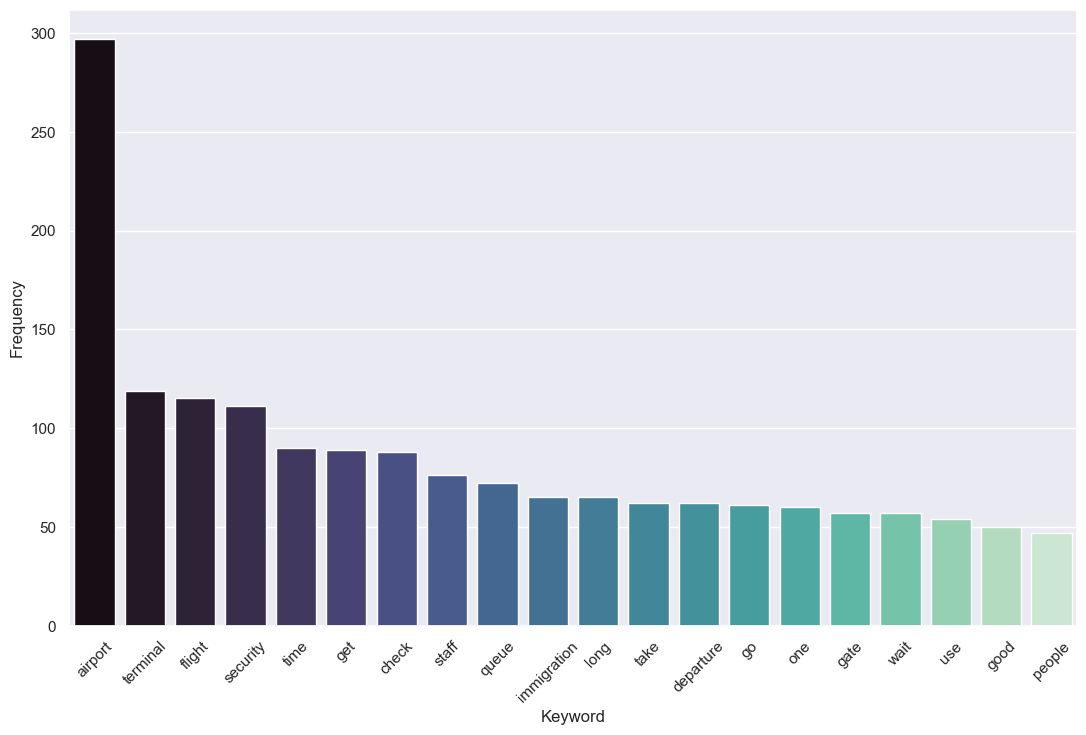 300
250
200
150
100
50
0
Frequency
airport
terminal
flight
security
time
get
check
staff
queue
immigration
long
take
departure
go
one
gate
wait
use
good
people
Keyword